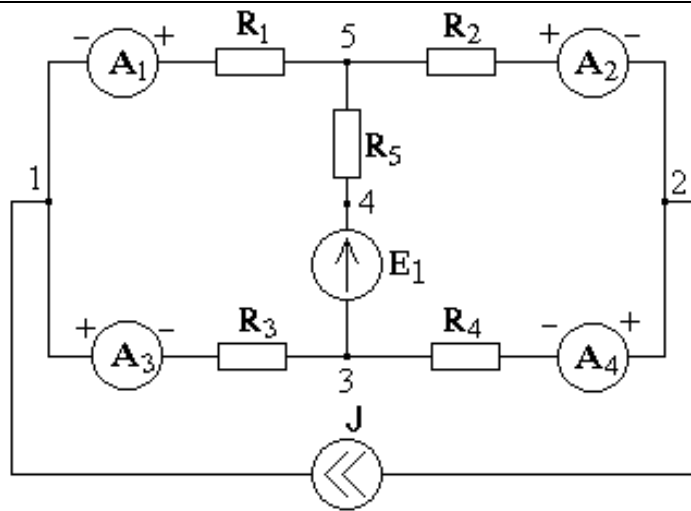 R1 5 R2
- A1 + + A2 -
R5
1 2
4
E1
R3 R4
+ A3 - - A4 +
3
J